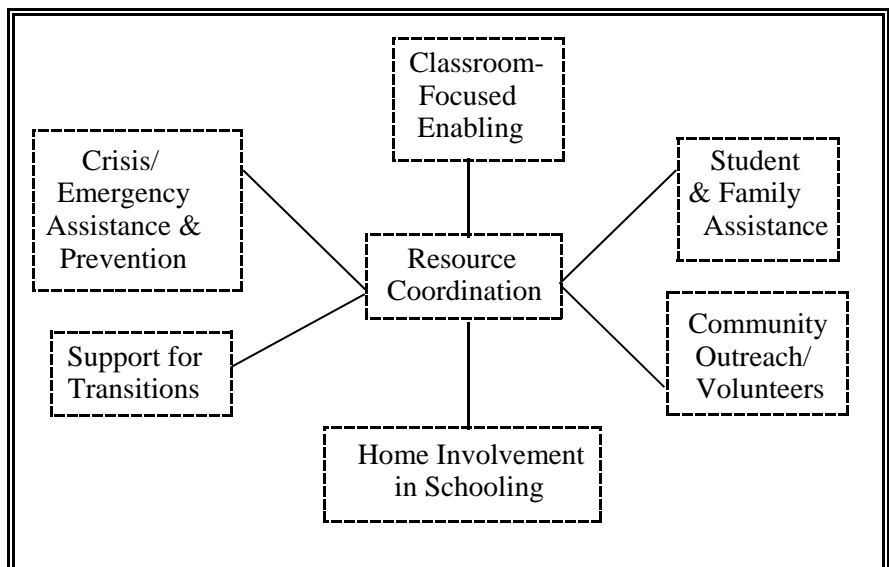 Classroom-
Focused
Enabling
Crisis/
Emergency
Assistance &
Prevention
Student
& Family
Assistance
Resource
Coordination
Support for
Transitions
Community
Outreach/
Volunteers
Home Involvement
in Schooling